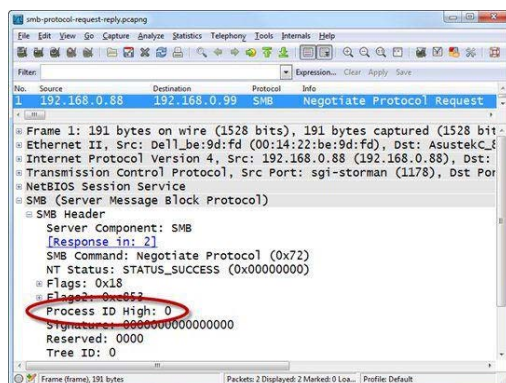 smb-protocol-request-reply.pcapng
File Edit View Go Capture Analyze Statistics Telephony Tools Internals Help
Filter: Expression... Clear Apply Save
No. Source Destination Protocol Info
1 192.168.0.88 192.168.0.99 SMB Negotiate Protocol Request
Frame 1: 191 bytes on wire (1528 bits), 191 bytes captured (1528 bit
Ethernet II, Src: Dell_be:9d:fd (00:14:22:be:9d:fd), Dst: AsustekC_8
Internet Protocol Version 4, Src: 192.168.0.88 (192.168.0.88), Dst:
Transmission Control Protocol, Src Port: sgi-storman (1178), Dst Por
NetBIOS Session Service
SMB (Server Message Block Protocol)
SMB Header
Server Component: SMB
[Response in: 2]
SMB Command: Negotiate Protocol (0x72)
NT Status: STATUS_SUCCESS (0x00000000)
Flags: 0x18
Flags2: 0xc853
Process ID High: 0
Signature: 0000000000000000
Reserved: 0000
Tree ID: 0
Frame (frame), 191 bytes Packets: 2 Displayed: 2 Marked: 0 Loa... Profile: Default